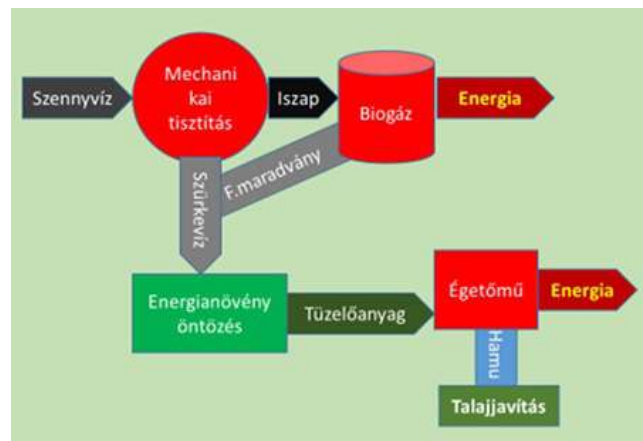 Szennyvíz
Mechani
kai
tisztítás
Iszap
Biogáz
Energia
F.maradvány
Szürkevíz
Energianövény
öntözés
Tüzelőanyag
Égetőmű
Energia
Hamu
Talajjavítás